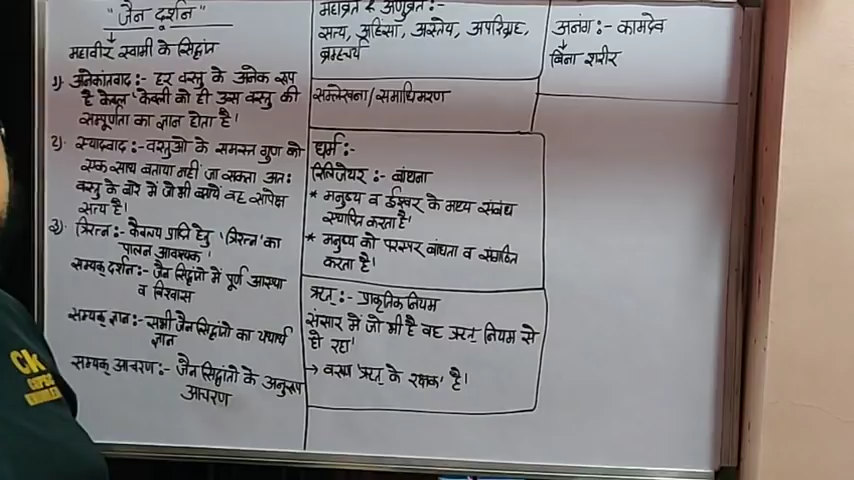 "जैन दर्शन"
महावीर स्वामी के सिद्धांत
1) अनेकांतवाद :- हर वस्तु के अनेक रूप
है केवल 'केवली को ही उस वस्तु की
सम्पूर्णता का ज्ञान होता है।
2) स्यादवाद :- वस्तुओ के समस्त गुण को
एक साथ बताया नहीं जा सकता अतः
वस्तु के बारे में जो भी बतायें वह सापेक्ष
सत्य है।
3) त्रिरत्न :- कैवल्य प्राप्ति हेतु 'त्रिरत्न' का
पालन आवश्यक'
सम्यक् दर्शन :- जैन सिद्धांतो में पूर्ण आस्था
व विश्वास
सम्यक् ज्ञान :- सभी जैन सिद्धांतो का यथार्थ
ज्ञान
सम्यक् आचरण :- जैन सिद्धांतो के अनुरूप
आचरण
महाव्रत व अणुव्रत :-
सत्य, अहिंसा, अस्तेय, अपरिग्रह,
ब्रम्हचर्य
सल्लेखना/समाधिमरण
धर्म :-
रिलिजेयर :- बांधना
* मनुष्य व ईश्वर के मध्य संबंध
स्थापित करता है'
* मनुष्य को परस्पर बांधता व संगठित
करता है।
ऋत् :- प्राकृतिक नियम
संसार में जो भी है वह ऋत् नियम से
हो रहा'
→ वरुण 'ऋत् के रक्षक' है।
अनंग :- कामदेव
बिना शरीर